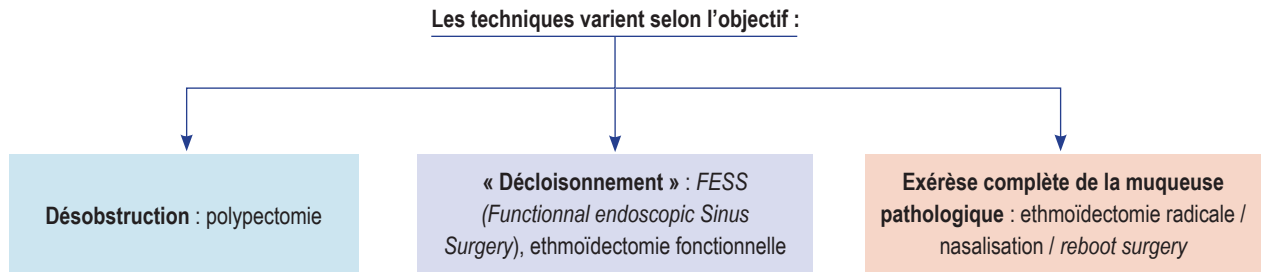 Les techniques varient selon l’objectif :
Désobstruction : polypectomie
« Décloisonnement » : FESS
(Functionnal endoscopic Sinus
Surgery), ethmoïdectomie fonctionnelle
Exérèse complète de la muqueuse
pathologique : ethmoïdectomie radicale /
nasalisation / reboot surgery